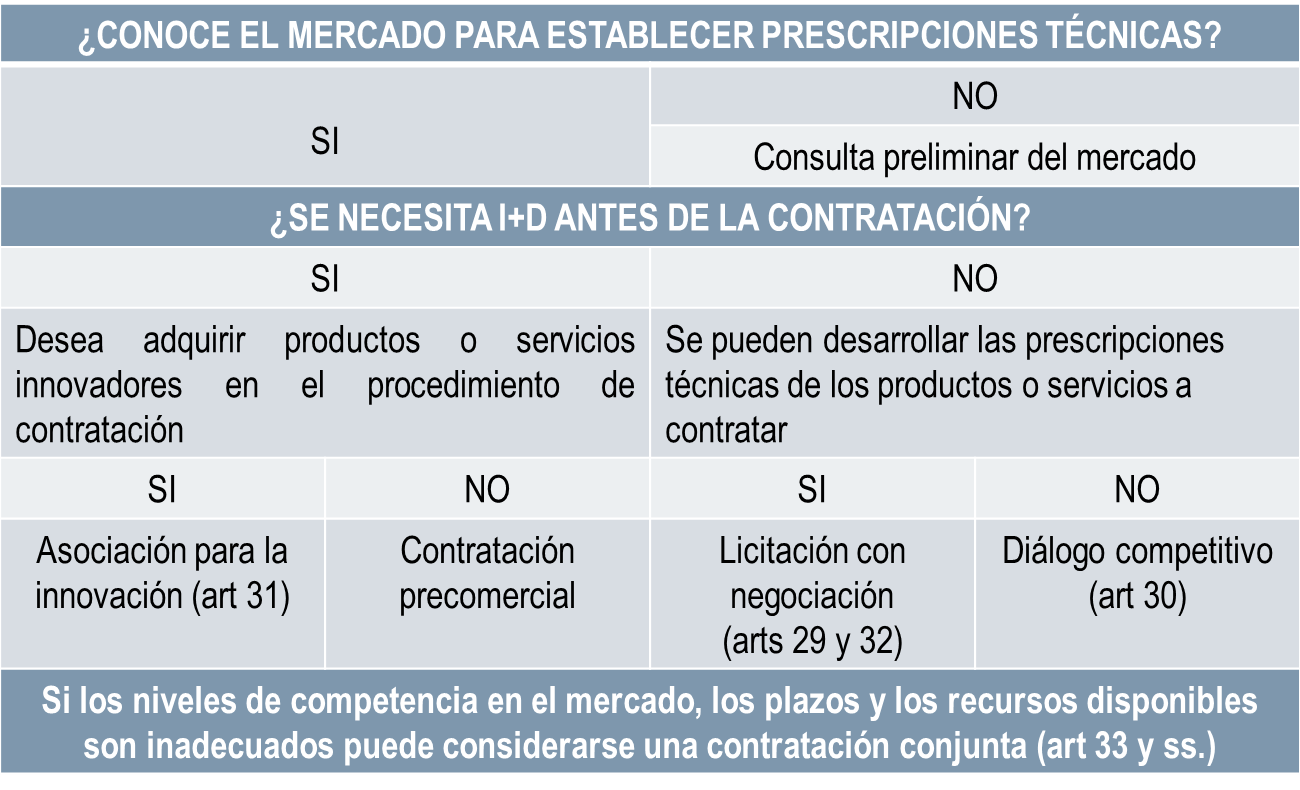 ¿CONOCE EL MERCADO PARA ESTABLECER PRESCRIPCIONES TÉCNICAS?
SI
NO
Consulta preliminar del mercado
¿SE NECESITA I+D ANTES DE LA CONTRATACIÓN?
SI
NO
Desea adquirir productos o servicios
innovadores en el procedimiento de
contratación
Se pueden desarrollar las prescripciones
técnicas de los productos o servicios a
contratar
SI
NO
SI
NO
Asociación para la
innovación (art 31)
Contratación
precomercial
Licitación con
negociación
(arts 29 y 32)
Diálogo competitivo
(art 30)
Si los niveles de competencia en el mercado, los plazos y los recursos disponibles
son inadecuados puede considerarse una contratación conjunta (art 33 y ss.)